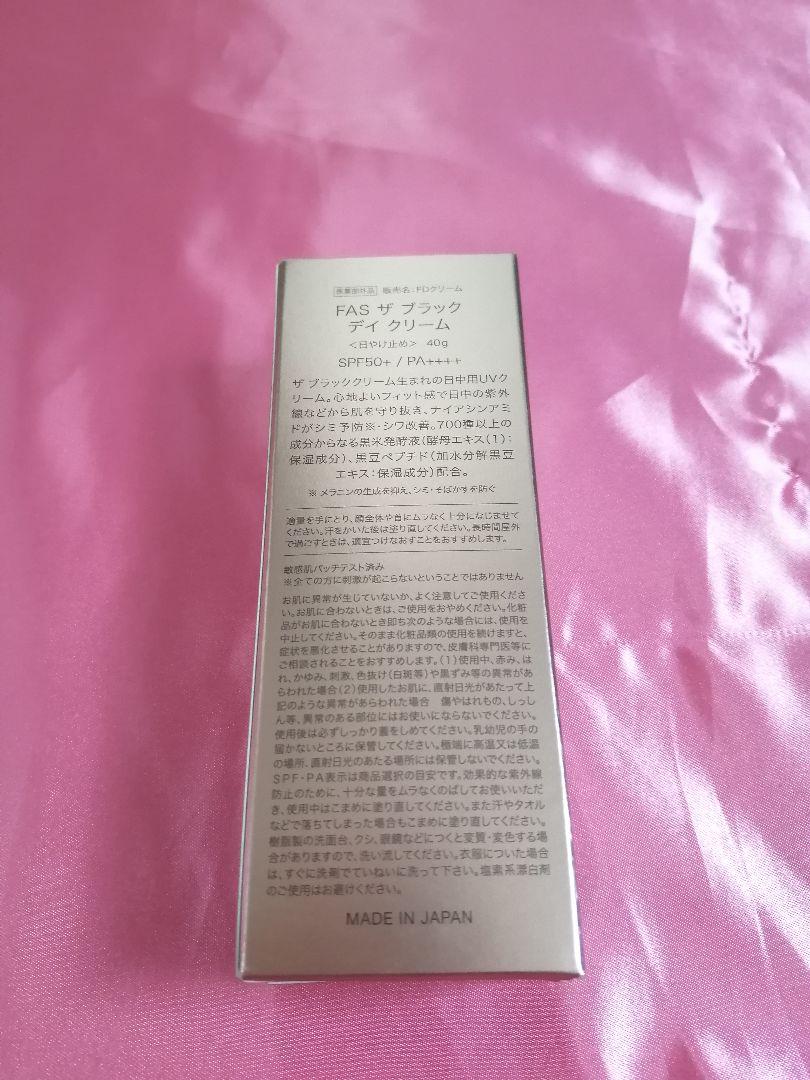 医薬部外品 販売名:FDクリーム
FAS ザ ブラック
デイ クリーム
＜日やけ止め＞ 40g
SPF50+ / PA++++
ザ ブラッククリーム生まれの日中用UVク
リーム。心地よいフィット感で日中の紫外
線などから肌を守り抜き、ナイアシンアミ
ドがシミ予防※・シワ改善。700種以上の
成分からなる黒米発酵液(酵母エキス(1):
保湿成分)、黒豆ペプチド(加水分解黒豆
エキス:保湿成分)配合。
※ メラニンの生成を抑え、シミ・そばかすを防ぐ
適量を手にとり、顔全体や首にムラなく十分になじませて
ください。汗をかいた後は塗り直してください。長時間屋外
で過ごすときは、適宜つけなおすことをおすすめします。
敏感肌パッチテスト済み
※全ての方に刺激が起こらないということではありません
お肌に異常が生じていないか、よく注意してご使用くださ
い。お肌に合わないときは、ご使用をおやめください。化粧
品がお肌に合わないとき即ち次のような場合には、使用を
中止してください。そのまま化粧品類の使用を続けますと、
症状を悪化させることがありますので、皮膚科専門医等に
ご相談されることをおすすめします。(1)使用中、赤み、は
れ、かゆみ、刺激、色抜け(白斑等)や黒ずみ等の異常があ
らわれた場合(2)使用したお肌に、直射日光があたって上
記のような異常があらわれた場合 傷やはれもの、しっし
ん等、異常のある部位にはお使いにならないでください。
使用後は必ずしっかり蓋をしめてください。乳幼児の手の
届かないところに保管してください。極端に高温又は低温
の場所、直射日光のあたる場所には保管しないでください。
SPF・PA表示は商品選択の目安です。効果的な紫外線
防止のために、十分な量をムラなくのばしてお使いいただ
き、使用中はこまめに塗り直してください。また汗やタオル
などで落ちてしまった場合もこまめに塗り直してください。
樹脂製の洗面台、クシ、眼鏡などにつくと変質・変色する場
合がありますので、洗い流してください。衣服についた場合
は、すぐに洗剤でていねいに洗って下さい。塩素系漂白剤
のご使用はお避けください。
MADE IN JAPAN